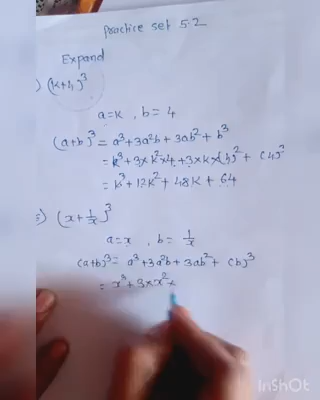 Practice set 5.2
Expand
) (k+4)³
a=k , b = 4
(a+b)³ = a³+3a²b+3ab²+b³
= k³+3×k²×4+3×k×(4)²+(4)³
= k³+12k²+48k+64
(x+1/x)³
a=x , b= 1/x
(a+b)³= a³+3a²b+3ab²+(b)³
= x³+3×x²×
InShOt